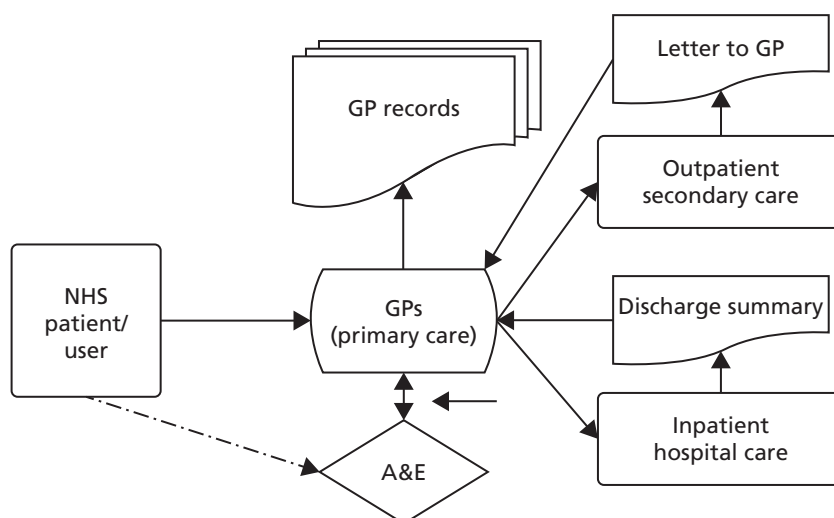 Letter to GP
GP records
Outpatient
secondary care
NHS
patient/
user
GPs
(primary care)
Discharge summary
Inpatient
hospital care
A&E